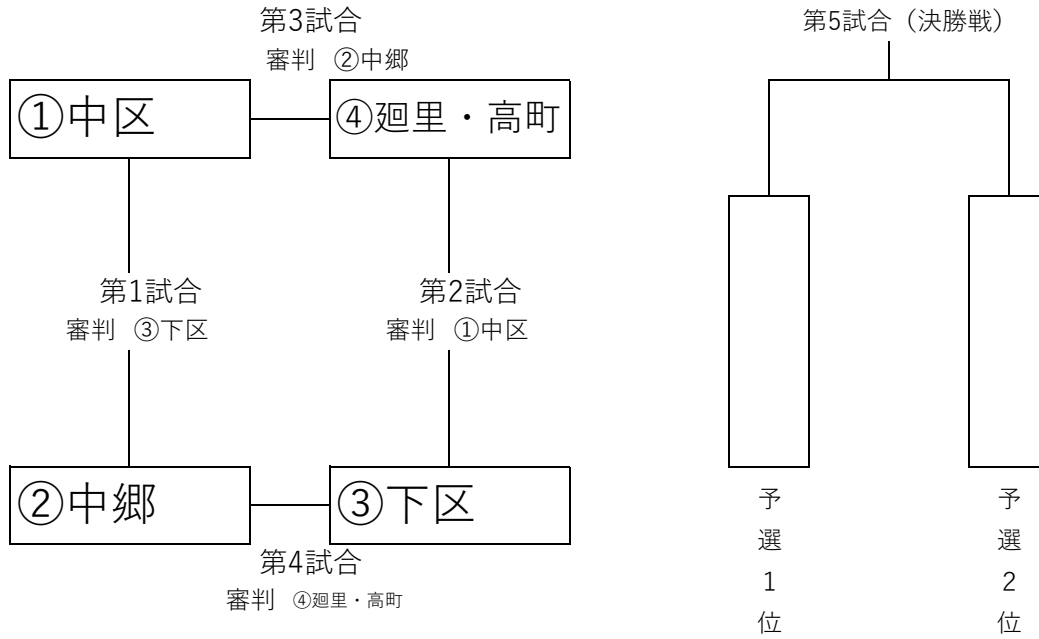 第3試合
審判 ②中郷
①中区
④廻里・高町
第1試合
審判 ③下区
第2試合
審判 ①中区
②中郷
③下区
第4試合
審判 ④廻里・高町
第5試合（決勝戦）
予選1位
予選2位